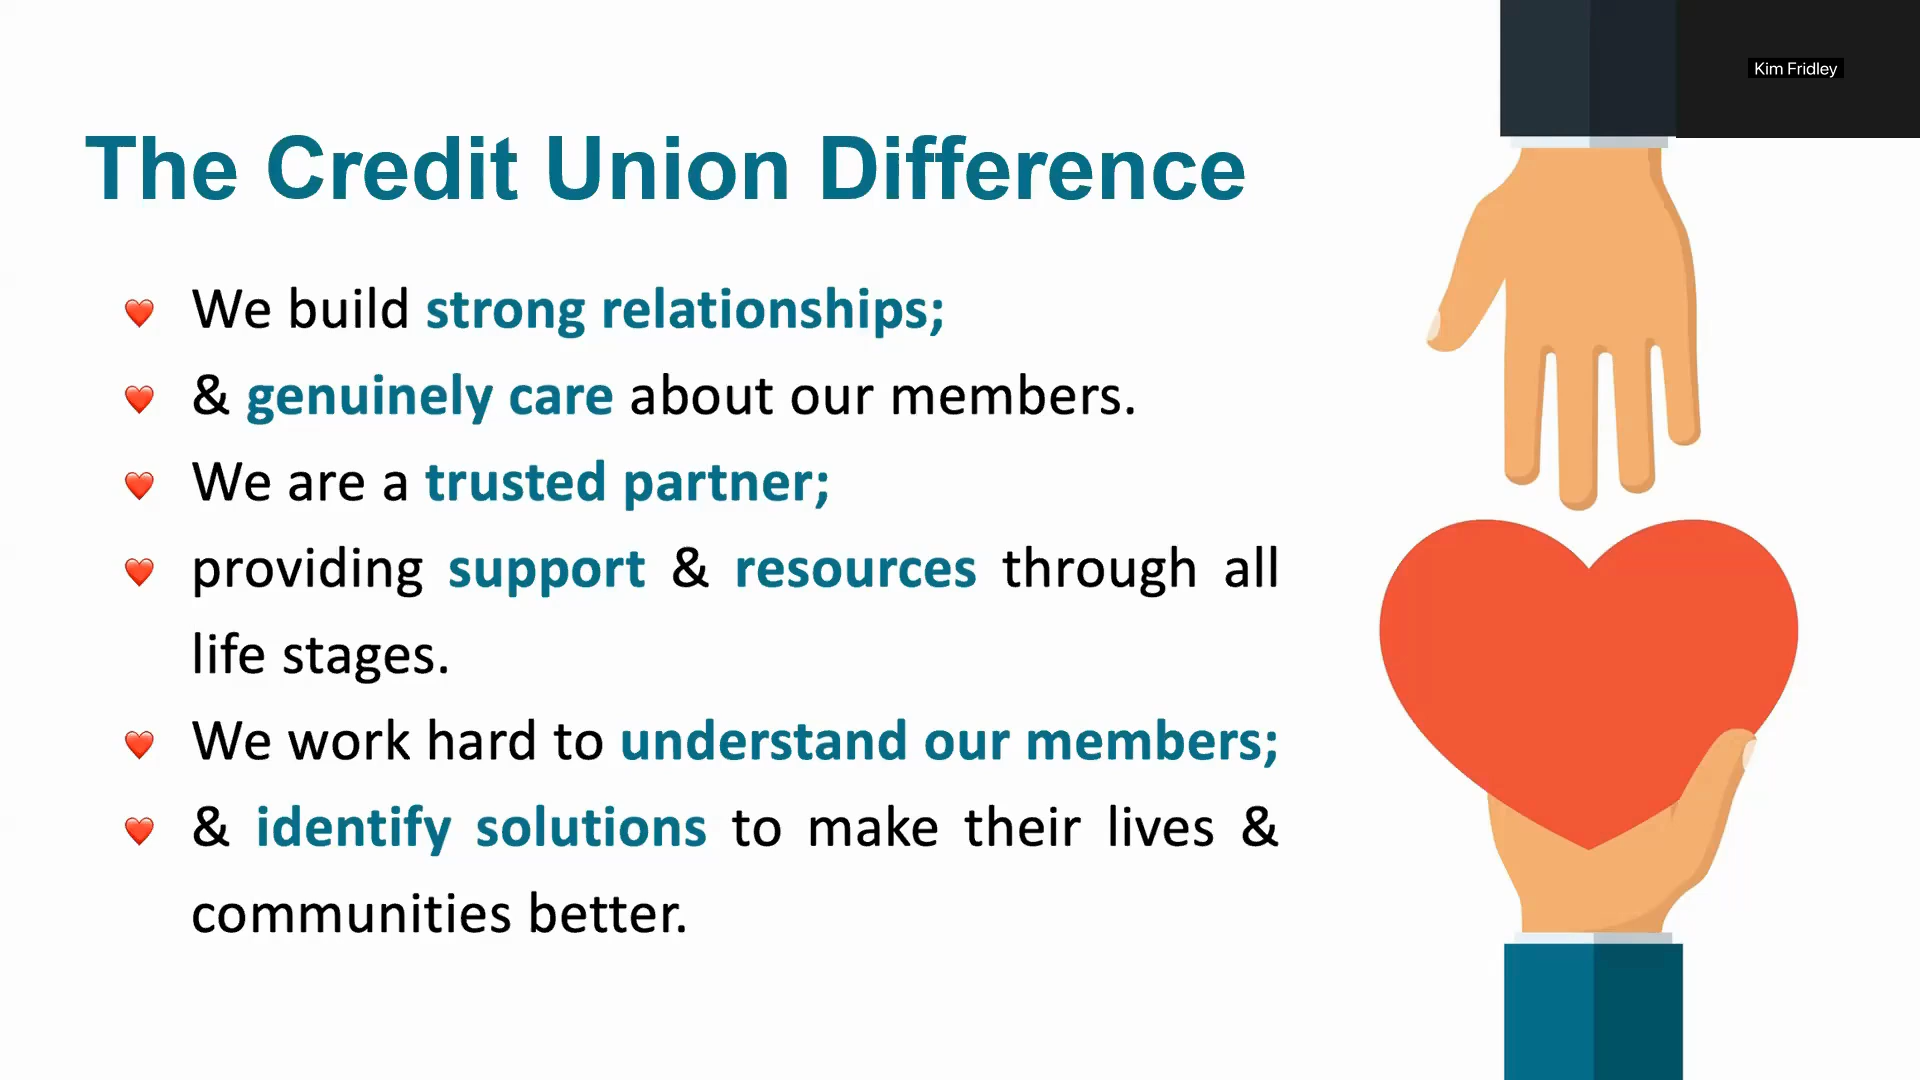 Kim Fridley
The Credit Union Difference
We build strong relationships;
& genuinely care about our members.
We are a trusted partner;
providing support & resources through all
life stages.
We work hard to understand our members;
& identify solutions to make their lives &
communities better.